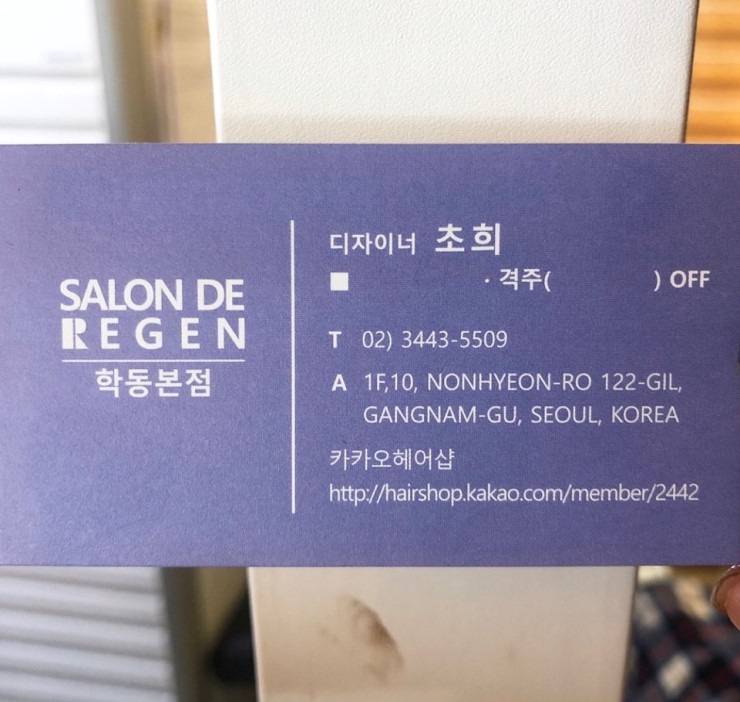 SALON DE
REGEN
학동본점
디자이너 초희
■ · 격주( ) OFF
T 02) 3443-5509
A 1F,10, NONHYEON-RO 122-GIL,
GANGNAM-GU, SEOUL, KOREA
카카오헤어샵
http://hairshop.kakao.com/member/2442